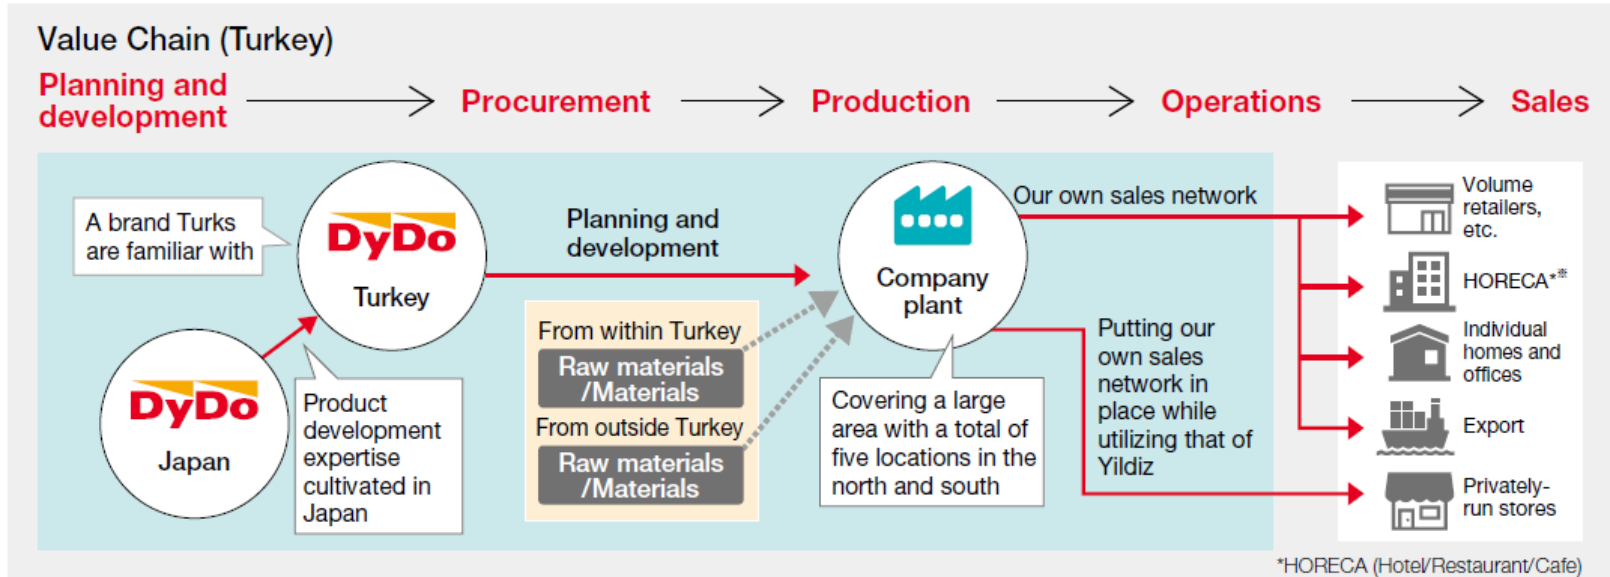 Value Chain (Turkey)
Planning and
development
Procurement
Production
Operations
Sales
A brand Turks
are familiar with
DyDo
Turkey
DyDo
Japan
Product
development
expertise
cultivated in
Japan
Planning and
development
From within Turkey
Raw materials
/Materials
From outside Turkey
Raw materials
/Materials
Company
plant
Covering a large
area with a total of
five locations in the
north and south
Our own sales network
Putting our
own sales
network in
place while
utilizing that of
Yildiz
Volume
retailers,
etc.
HORECA*※
Individual
homes and
offices
Export
Privately-
run stores
*HORECA (Hotel/Restaurant/Cafe)